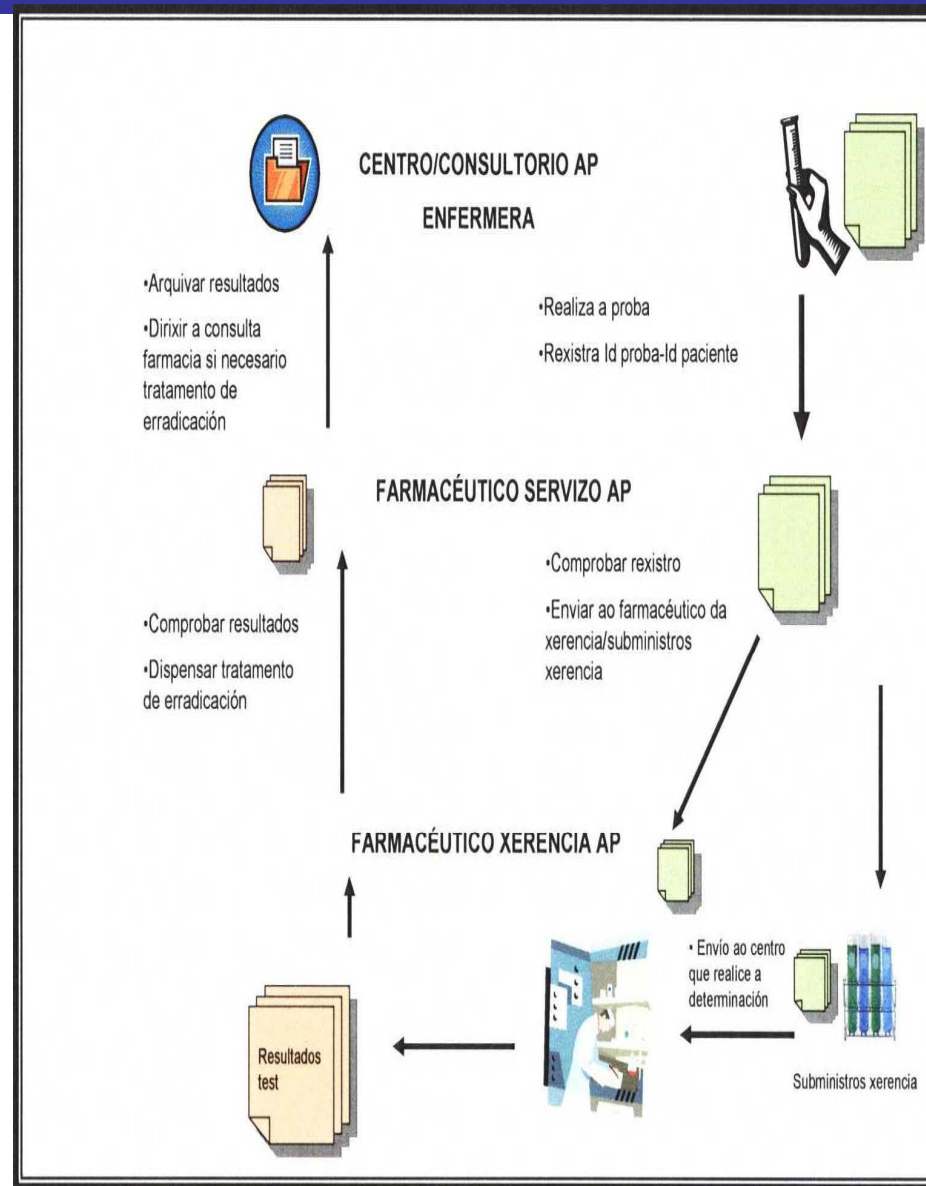 CENTRO/CONSULTORIO AP
ENFERMERA
•Arquivar resultados
•Dirixir a consulta
farmacia si necesario
tratamento de
erradicación
•Realiza a proba
•Rexistra Id proba-Id paciente
FARMACÉUTICO SERVIZO AP
•Comprobar rexistro
•Enviar ao farmacéutico da
xerencia/subministros
xerencia
•Comprobar resultados
•Dispensar tratamento
de erradicación
FARMACÉUTICO XERENCIA AP
• Envío ao centro
que realice a
determinación
Resultados
test
Subministros xerencia